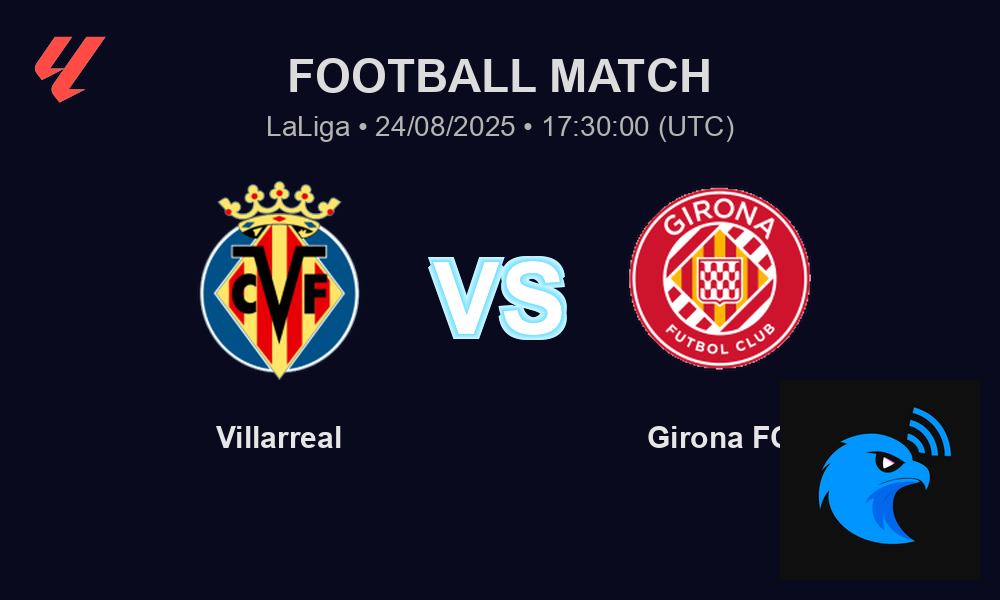 FOOTBALL MATCH
LaLiga • 24/08/2025 • 17:30:00 (UTC)
CVF
GIRONA
FUTBOL CLUB
VS
Villarreal
Girona FC